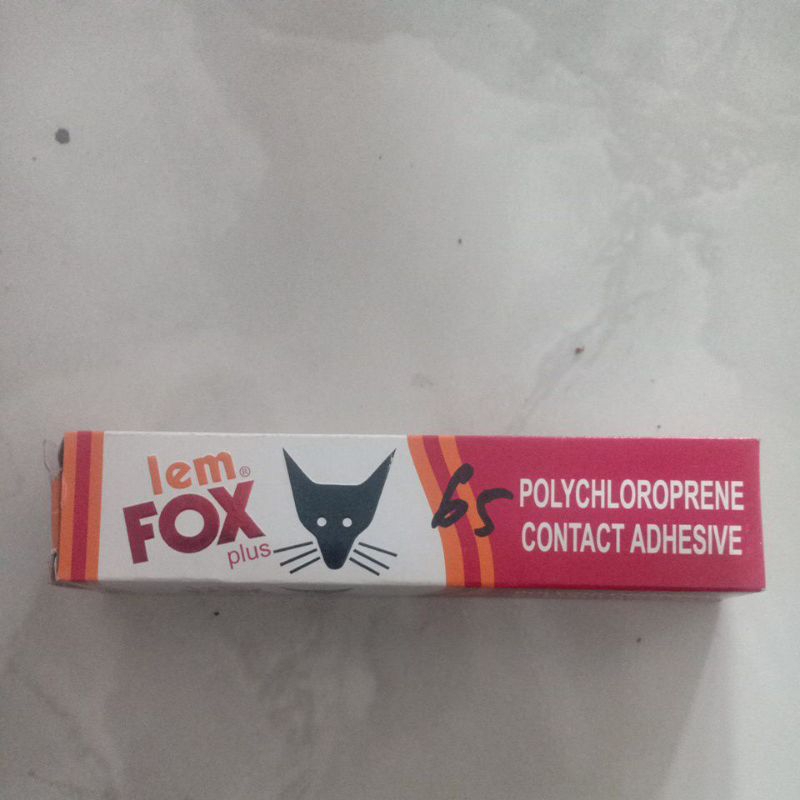 lem®
FOX
plus
65
POLYCHLOROPRENE
CONTACT ADHESIVE